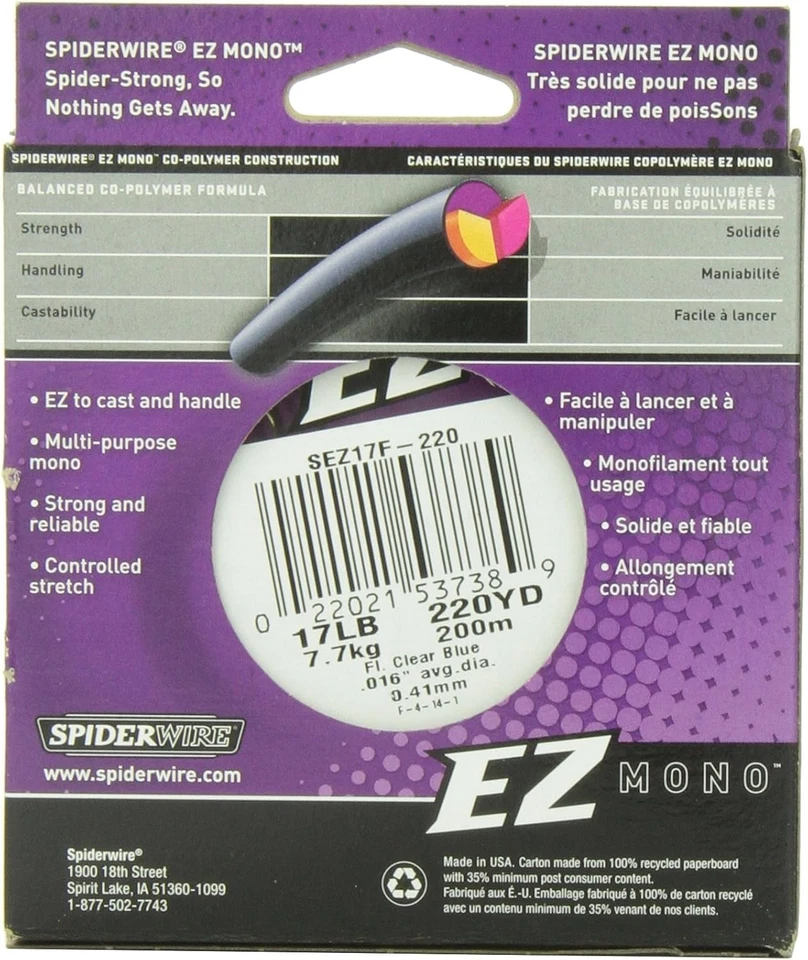 SPIDERWIRE® EZ MONO™
Spider-Strong, So
Nothing Gets Away.
SPIDERWIRE EZ MONO
Très solide pour ne pas
perdre de poisSons
SPIDERWIRE® EZ MONO™ CO-POLYMER CONSTRUCTION
CARACTÉRISTIQUES DU SPIDERWIRE COPOLYMÈRE EZ MONO
BALANCED CO-POLYMER FORMULA
FABRICATION ÉQUILIBRÉE À
BASE DE COPOLYMÈRES
Strength
Solidité
Handling
Maniabilité
Castability
Facile à lancer
• EZ to cast and handle
• Multi-purpose
mono
• Strong and
reliable
• Controlled
stretch
EZ
SEZ17F-220
0 22021 53738 9
17LB 220YD
7.7kg 200m
Fl. Clear Blue
.016" avg.dia.
0.41mm
F-4-14-1
• Facile à lancer et à
manipuler
• Monofilament tout
usage
• Solide et fiable
• Allongement
contrôlé
SPIDERWIRE®
www.spiderwire.com
EZ MONO™
Spiderwire®
1900 18th Street
Spirit Lake, IA 51360-1099
1-877-502-7743
Made in USA. Carton made from 100% recycled paperboard
with 35% minimum post consumer content.
Fabriqué aux É.-U. Emballage fabriqué à 100% de carton recyclé
avec un contenu minimum de 35% venant de nos clients.